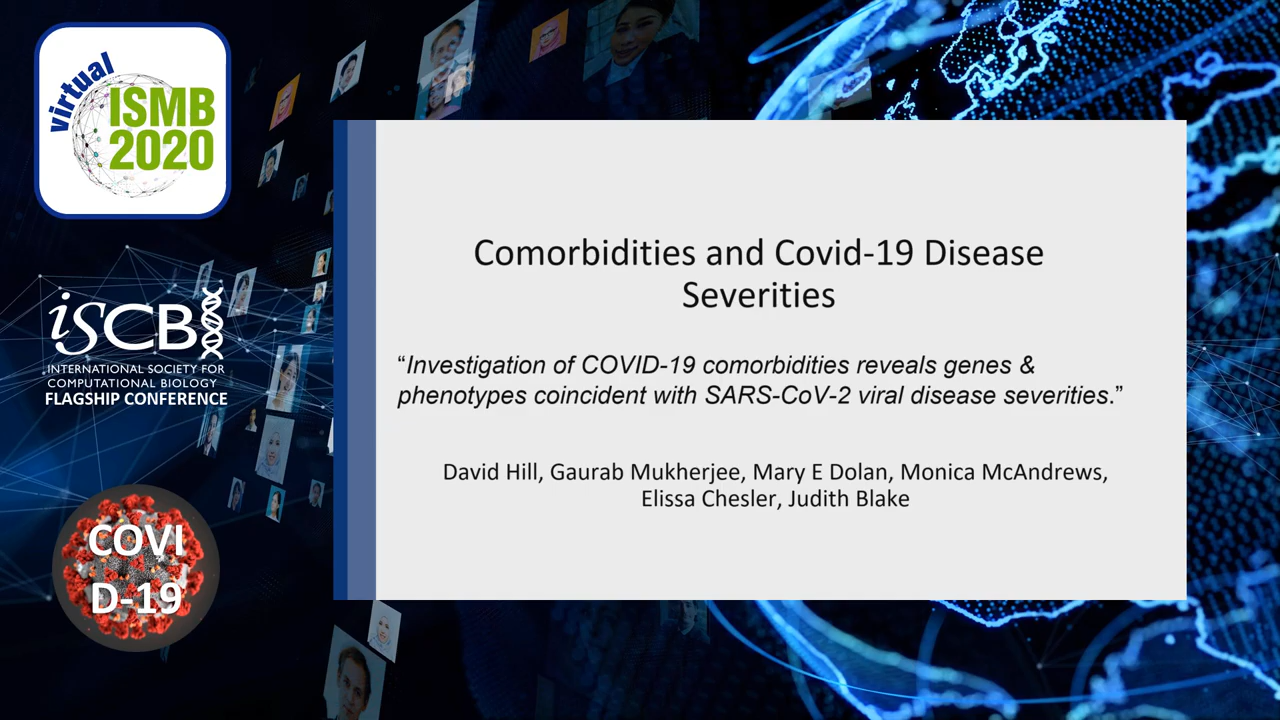 virtual
ISMB
2020
iSCB
INTERNATIONAL SOCIETY FOR
COMPUTATIONAL BIOLOGY
FLAGSHIP CONFERENCE
COVI
D-19
Comorbidities and Covid-19 Disease
Severities
“Investigation of COVID-19 comorbidities reveals genes &
phenotypes coincident with SARS-CoV-2 viral disease severities.”
David Hill, Gaurab Mukherjee, Mary E Dolan, Monica McAndrews,
Elissa Chesler, Judith Blake